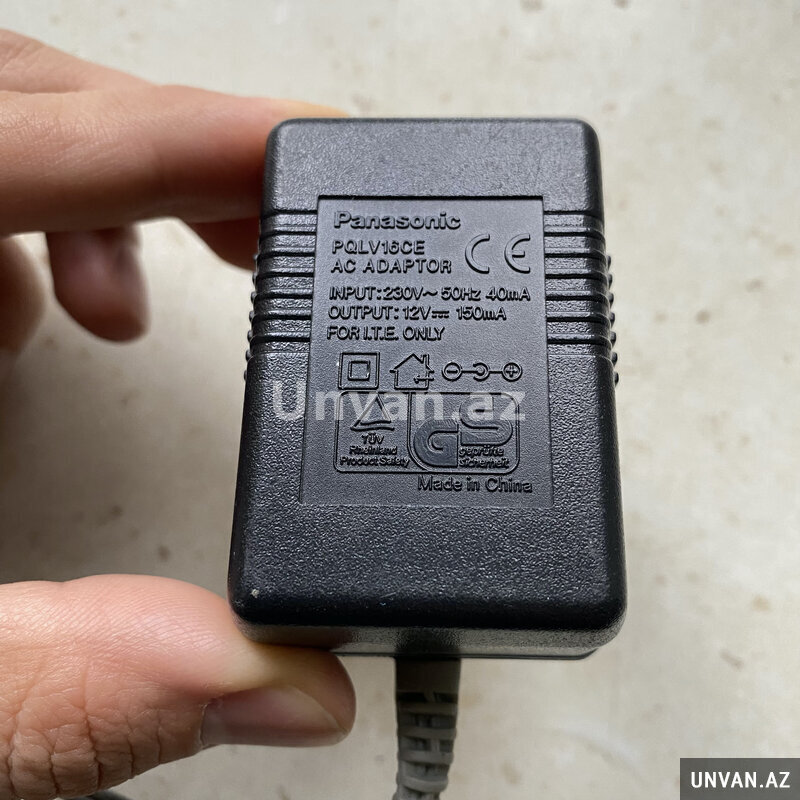 Panasonic
PQLV16CE
AC ADAPTOR
CE
INPUT:230V~ 50Hz 40mA
OUTPUT:12V⎓ 150mA
FOR I.T.E. ONLY
Unvan.az
TÜV
Rheinland
Product Safety
GS
geprüfte
Sicherheit
Made in China
UNVAN.AZ